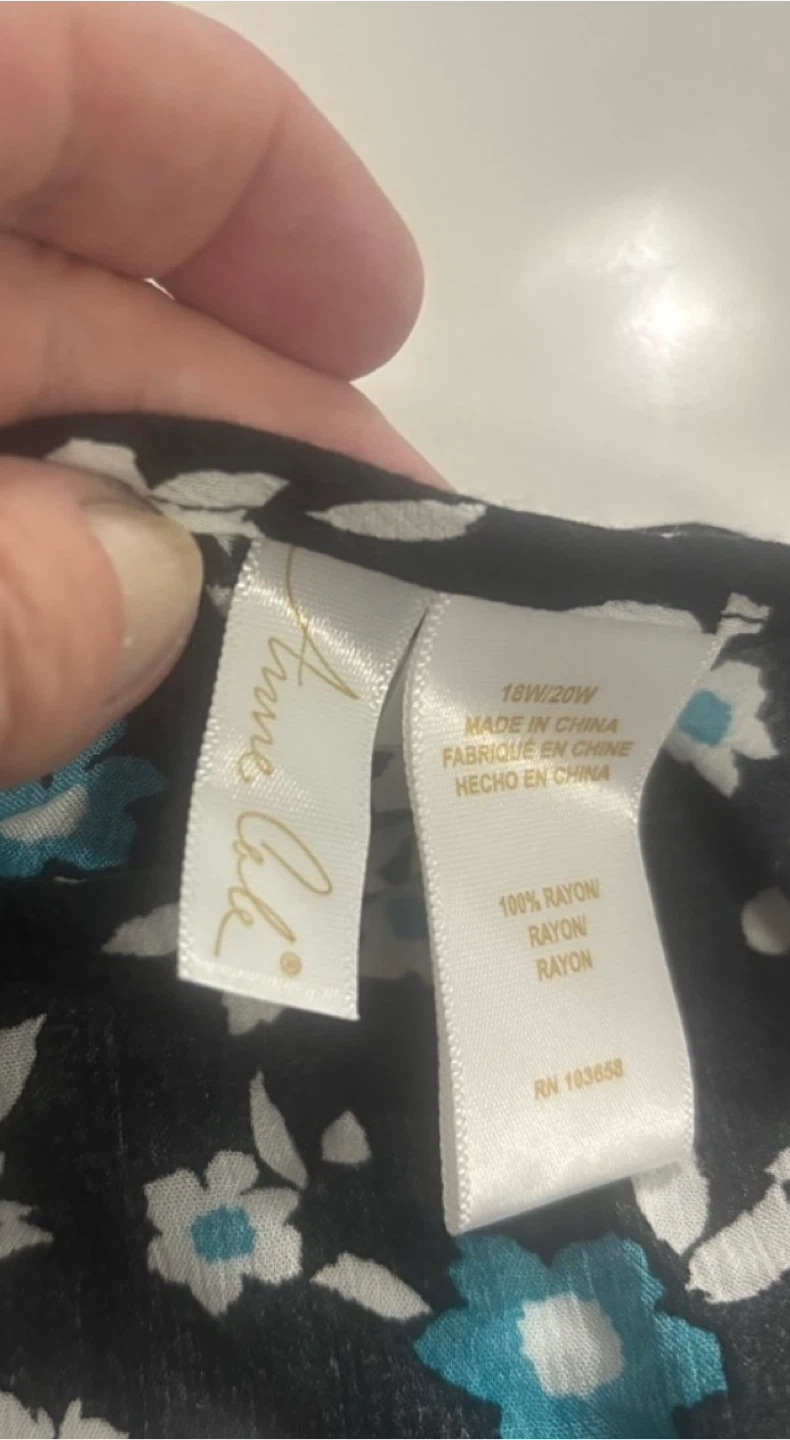 Anne Cole®
18W/20W
MADE IN CHINA
FABRIQUÉ EN CHINE
HECHO EN CHINA
100% RAYON/
RAYON/
RAYON
RN 103658